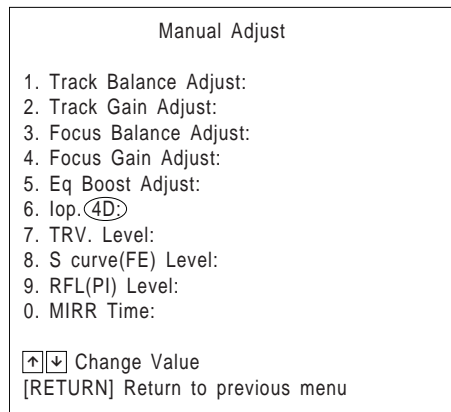 Manual Adjust
1. Track Balance Adjust:
2. Track Gain Adjust:
3. Focus Balance Adjust:
4. Focus Gain Adjust:
5. Eq Boost Adjust:
6. Iop.4D:
7. TRV. Level:
8. S curve(FE) Level:
9. RFL(PI) Level:
0. MIRR Time:
↑↓ Change Value
[RETURN] Return to previous menu